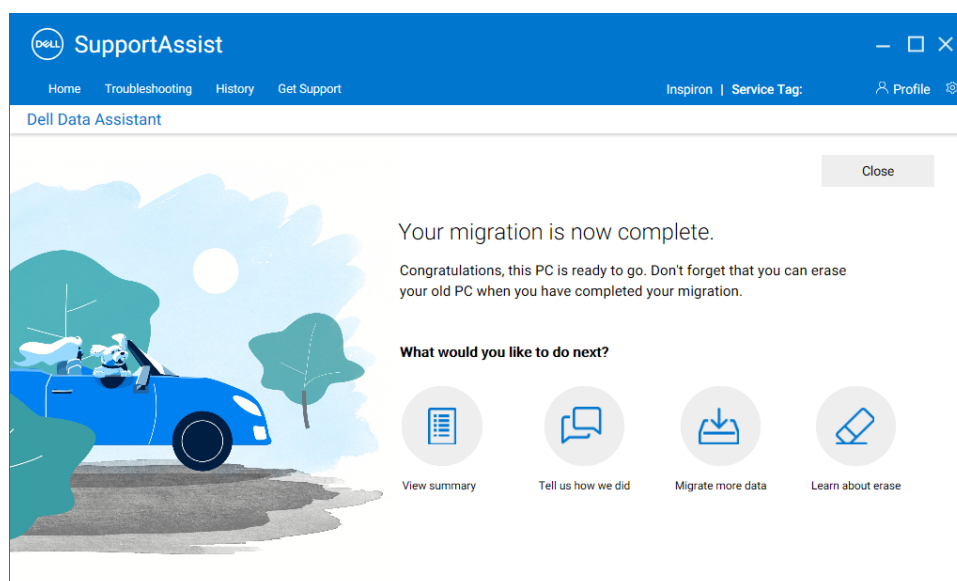 DELL SupportAssist
Home Troubleshooting History Get Support Inspiron | Service Tag: Profile
Dell Data Assistant
Close
Your migration is now complete.
Congratulations, this PC is ready to go. Don't forget that you can erase
your old PC when you have completed your migration.
What would you like to do next?
View summary Tell us how we did Migrate more data Learn about erase